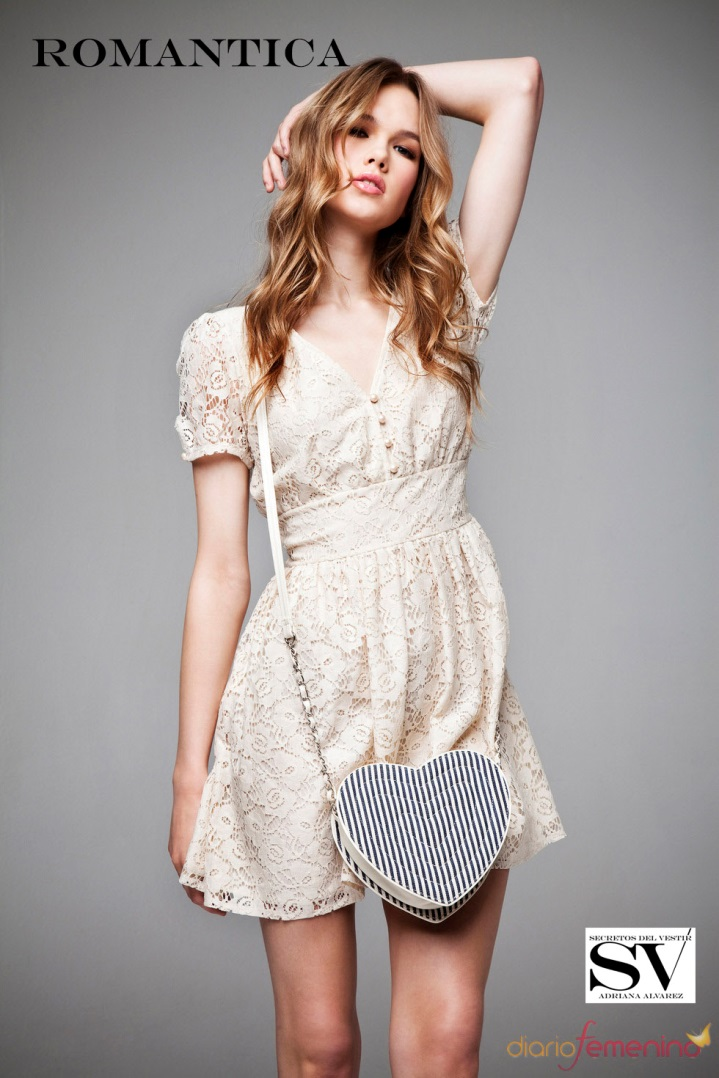 ROMANTICA
SECRETOS DEL VESTIR
SV
ADRIANA ALVAREZ
diariofemenino